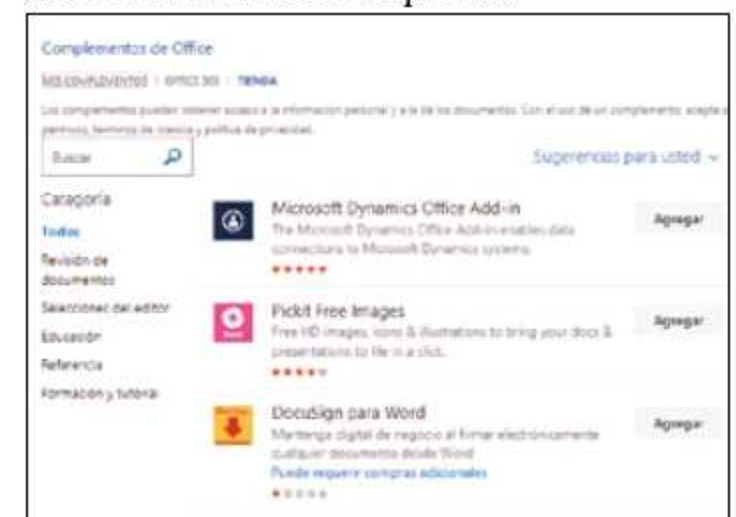 Complementos de Office
MIS COMPLEMENTOS | OFFICE 365 | TIENDA
Los complementos pueden obtener acceso a la información personal y a la de los documentos. Con el uso de un complemento, acepta
permisos, términos de licencia y política de privacidad.
Buscar
Sugerencias para usted
Categoría
Todos
Revisión de
documentos
Selecciones del editor
Educación
Referencia
Formación y tutorial
Microsoft Dynamics Office Add-in
The Microsoft Dynamics Office Add-in enables data
connections to Microsoft Dynamics systems.
Agregar
Pickit Free Images
Free HD images, icons & illustrations to bring your docs &
presentations to life in a click.
Agregar
DocuSign para Word
Mantenga digital de negocio al firmar electrónicamente
cualquier documento desde Word
Puede requerir compras adicionales
Agregar